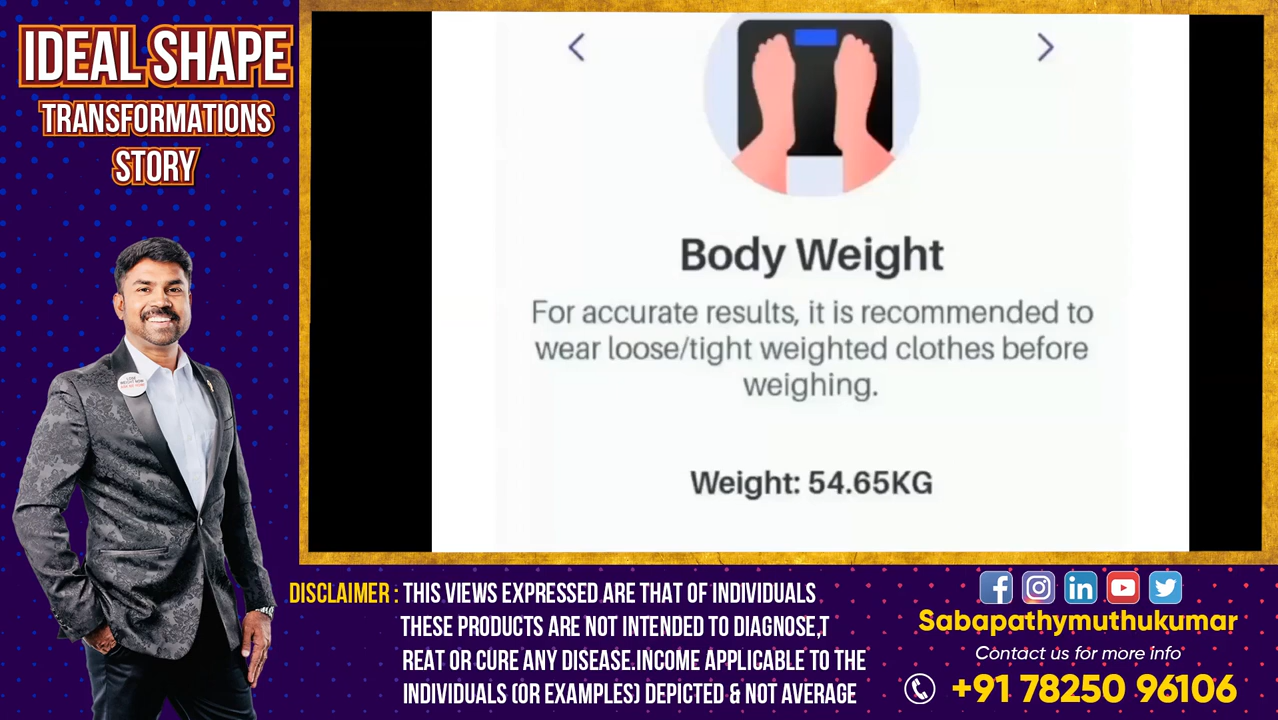 IDEAL SHAPE
TRANSFORMATIONS
STORY
Body Weight
For accurate results, it is recommended to
wear loose/tight weighted clothes before
weighing.
Weight: 54.65KG
DISCLAIMER : THIS VIEWS EXPRESSED ARE THAT OF INDIVIDUALS
THESE PRODUCTS ARE NOT INTENDED TO DIAGNOSE,T
REAT OR CURE ANY DISEASE.INCOME APPLICABLE TO THE
INDIVIDUALS (OR EXAMPLES) DEPICTED & NOT AVERAGE
Sabapathymuthukumar
Contact us for more info
+91 78250 96106